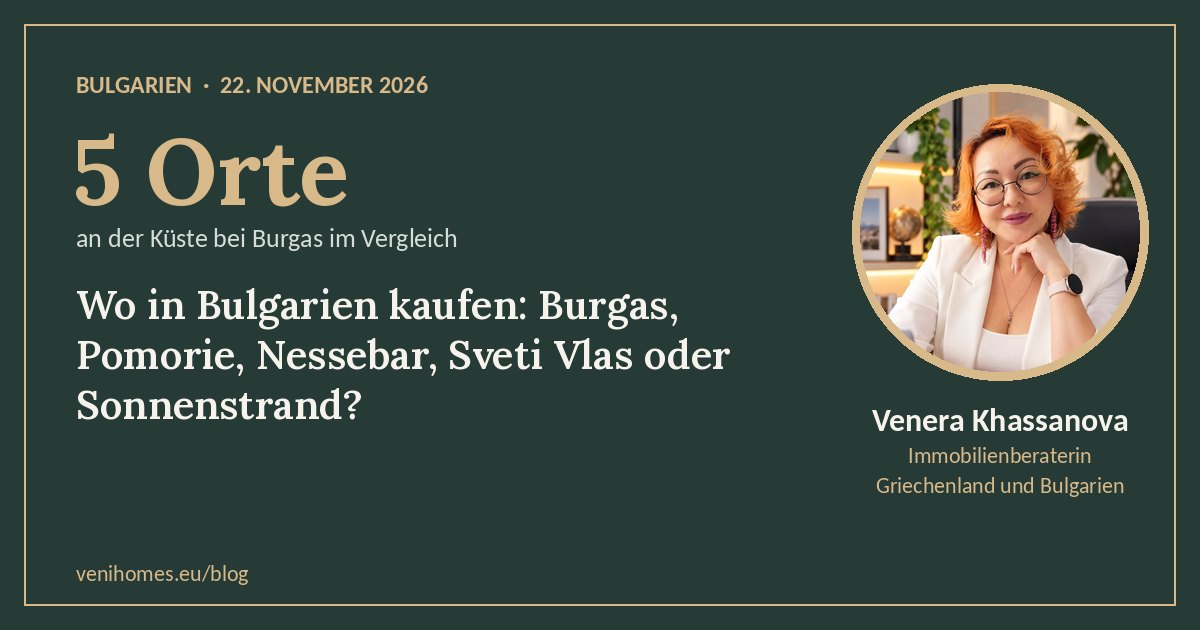 BULGARIEN · 22. NOVEMBER 2026
5 Orte
an der Küste bei Burgas im Vergleich
Wo in Bulgarien kaufen: Burgas,
Pomorie, Nessebar, Sveti Vlas oder
Sonnenstrand?
Venera Khassanova
Immobilienberaterin
Griechenland und Bulgarien
venihomes.eu/blog